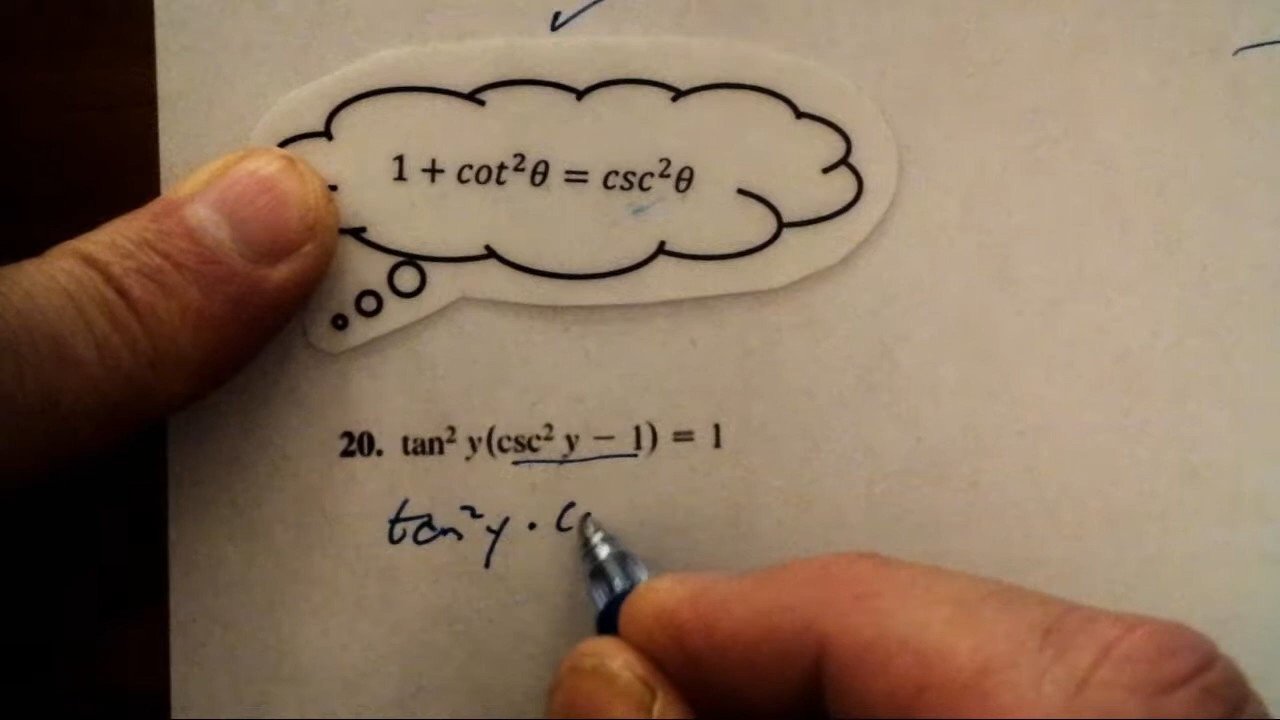 1 + cot²θ = csc²θ
20. tan² y(csc² y − 1) = 1
tan²y · c